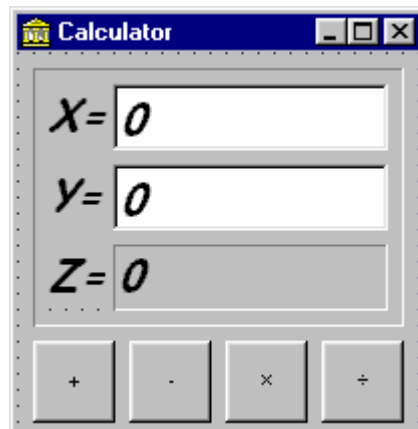 Calculator
X= 0
Y= 0
Z= 0
+ - × ÷